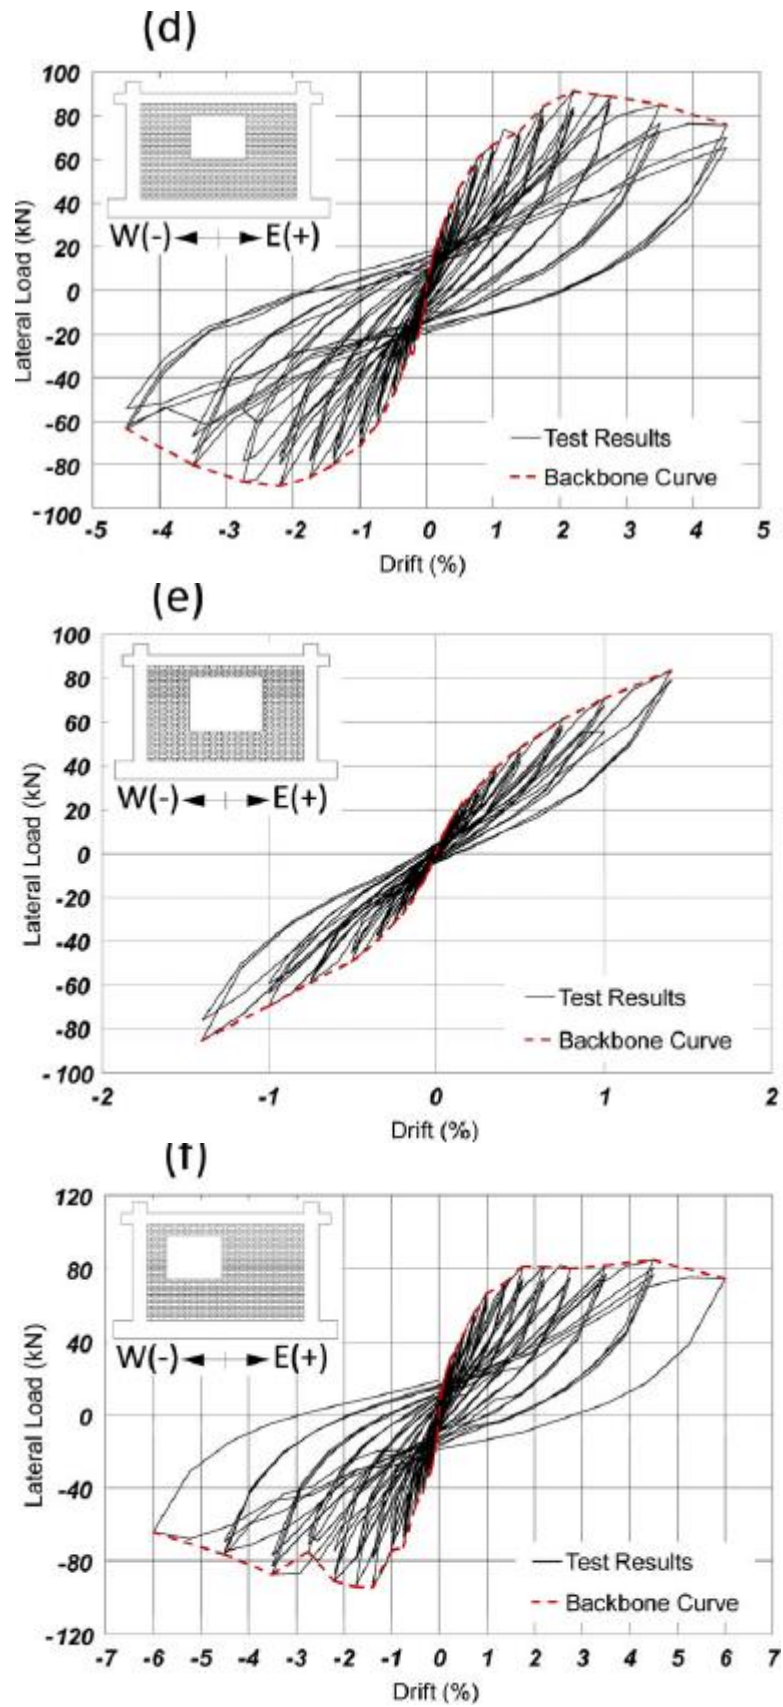 (d)
100
80
60
40
20
0
-20
-40
-60
-80
-100
Lateral Load (kN)
W(-) E(+)
Test Results
Backbone Curve
-5 -4 -3 -2 -1 0 1 2 3 4 5
Drift (%)
(e)
100
80
60
40
20
0
-20
-40
-60
-80
-100
Lateral Load (kN)
W(-) E(+)
Test Results
Backbone Curve
-2 -1 0 1 2
Drift (%)
(f)
120
80
40
0
-40
-80
-120
Lateral Load (kN)
W(-) E(+)
Test Results
Backbone Curve
-7 -6 -5 -4 -3 -2 -1 0 1 2 3 4 5 6 7
Drift (%)